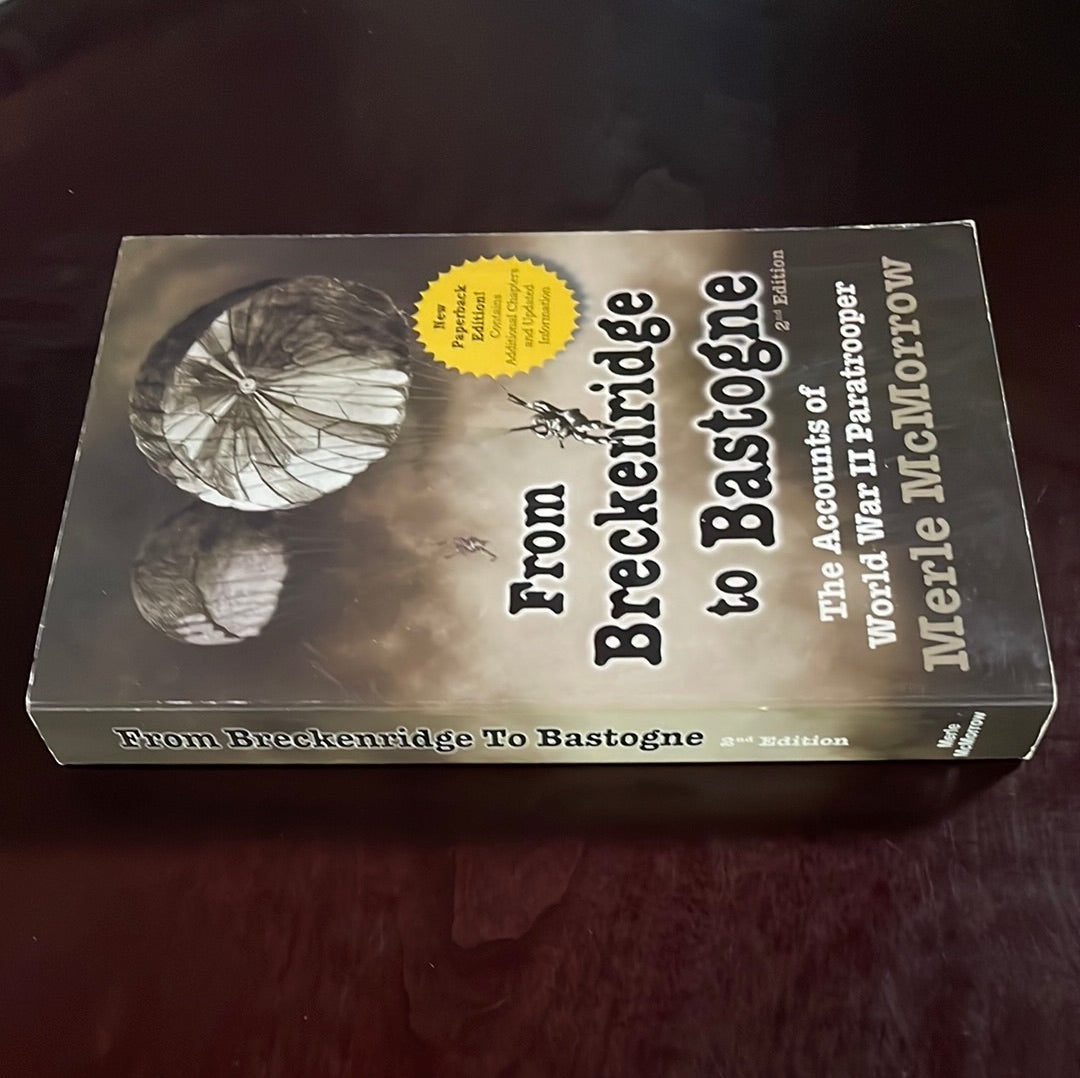 New
Paperback
Edition!
Contains
Additional Chapters
and Updated
Information
From
Breckenridge
to Bastogne
2nd Edition
The Accounts of
World War II Paratrooper
Merle McMorrow
From Breckenridge To Bastogne 2nd Edition
Merle
McMorrow